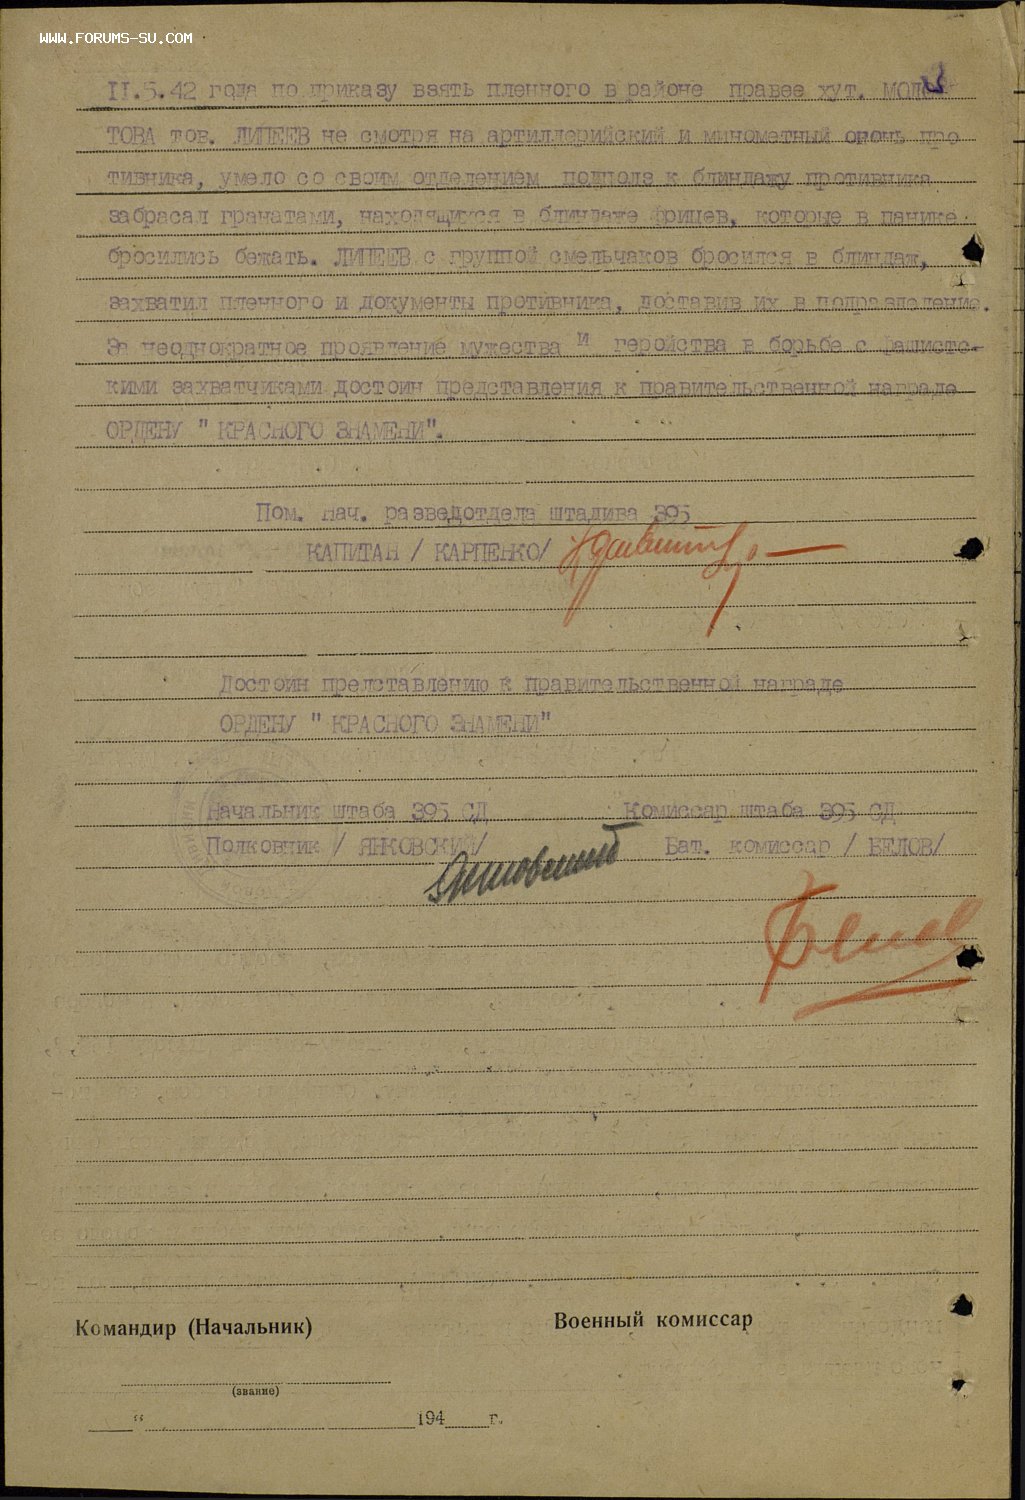 WWW.FORUMS-SU.COM
II.5.42 года по приказу взять пленного в районе правее хут. МОЛО
ТОВА тов. ЛИПЕЕВ не смотря на артиллерийский и минометный огонь про
тивника, умело со своим отделением подполз к блиндажу противника
забрасал гранатами, находящихся в блиндаже фрицев, которые в панике
бросились бежать. ЛИПЕЕВ с группой смельчаков бросился в блиндаж,
захватил пленного и документы противника, доставив их в подразделение.
За неоднократное проявление мужества и геройства в борьбе с фашистс-
кими захватчиками достоин представления к правительственной награде
ОРДЕНУ " КРАСНОГО ЗНАМЕНИ".
Пом. Нач. разведотдела штадива 395
КАПИТАН / КАРПЕНКО/
Достоин представлению к правительственной награде
ОРДЕНУ " КРАСНОГО ЗНАМЕНИ"
Начальник штаба 395 СД Комиссар штаба 395 СД
Полковник / ЯНКОВСКИЙ/ Бат. комиссар / БЕЛОВ/
Янковский
Белов
Командир (Начальник) Военный комиссар
(звание)
" 194 г.